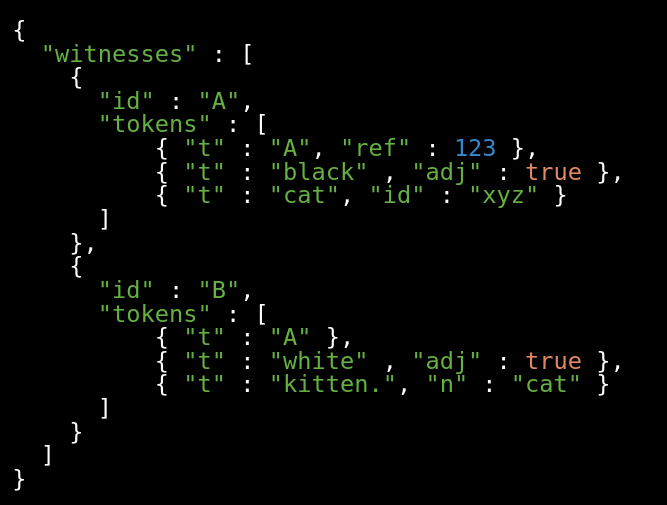 {
  "witnesses" : [
    {
      "id" : "A",
      "tokens" : [
          { "t" : "A", "ref" : 123 },
          { "t" : "black" , "adj" : true },
          { "t" : "cat", "id" : "xyz" }
      ]
    },
    {
      "id" : "B",
      "tokens" : [
          { "t" : "A" },
          { "t" : "white" , "adj" : true },
          { "t" : "kitten.", "n" : "cat" }
      ]
    }
  ]
}